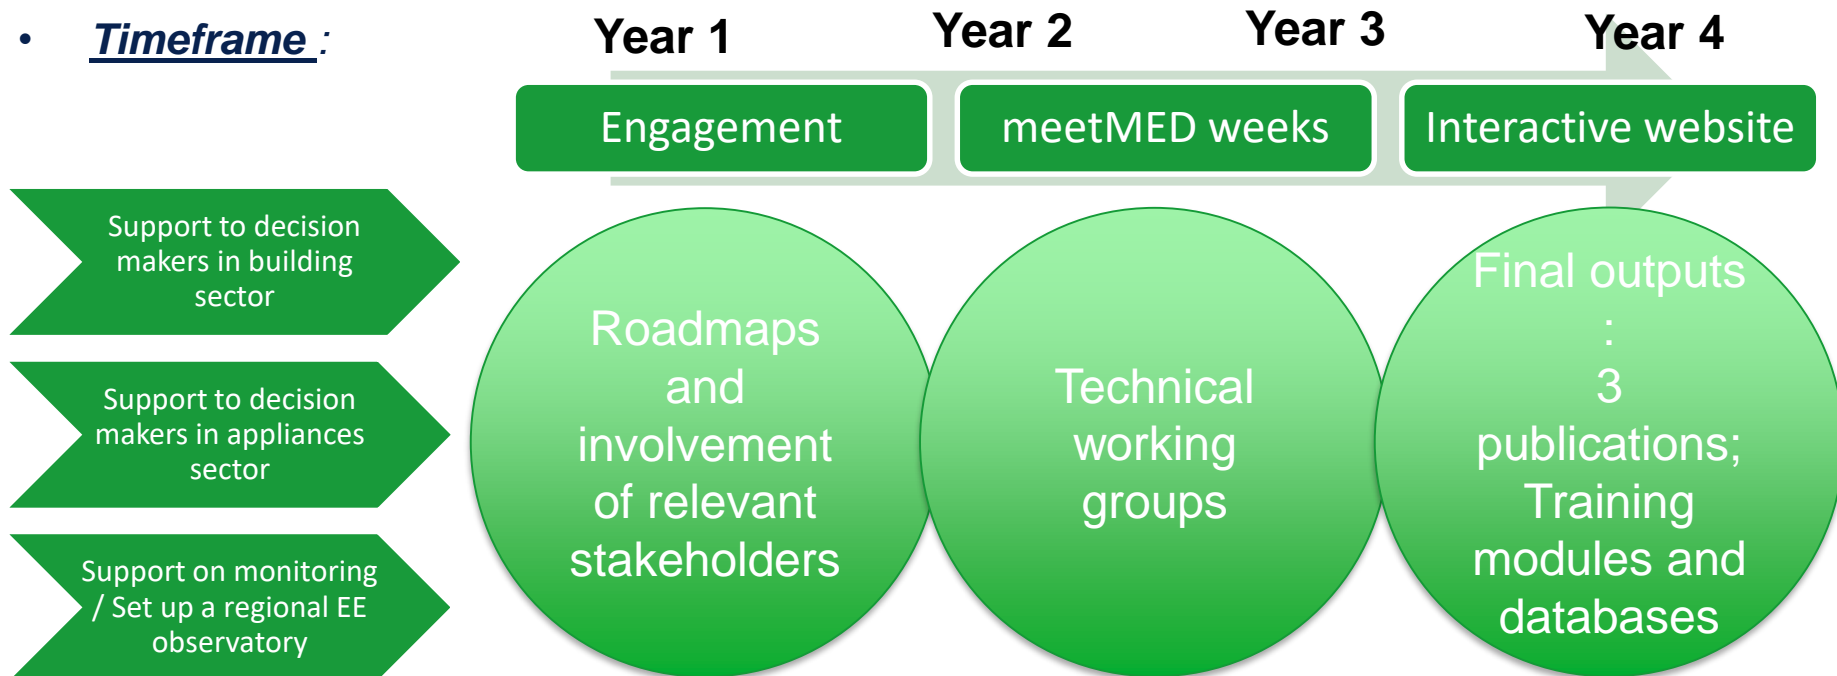 • Timeframe :
Year 1
Year 2
Year 3
Year 4
Engagement
meetMED weeks
Interactive website
Support to decision
makers in building
sector
Support to decision
makers in appliances
sector
Support on monitoring
/ Set up a regional EE
observatory
Roadmaps
and
involvement
of relevant
stakeholders
Technical
working
groups
Final outputs
:
3
publications;
Training
modules and
databases